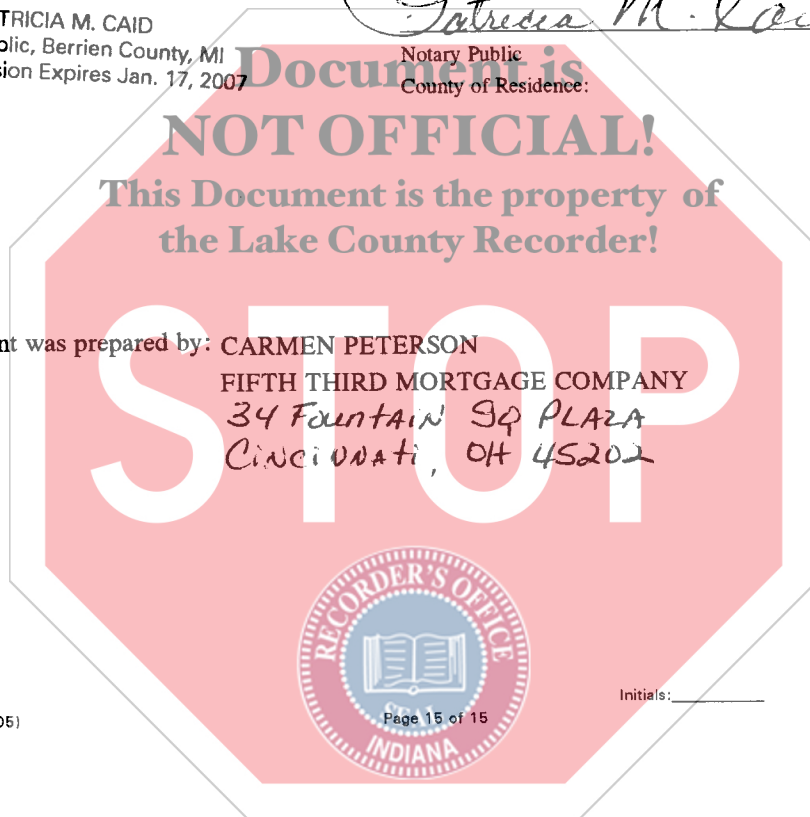 TRICIA M. CAID
olic, Berrien County, MI
sion Expires Jan. 17, 2007
Patricia M. Cai
Notary Public
County of Residence:
Document is
NOT OFFICIAL!
This Document is the property of
the Lake County Recorder!
STOP
nt was prepared by: CARMEN PETERSON
FIFTH THIRD MORTGAGE COMPANY
34 FountAiN SQ PLAZA
CiNCiNNAti, OH 45202
RECORDER'S OFFICE
SEAL
INDIANA
Initials:
05)
Page 15 of 15